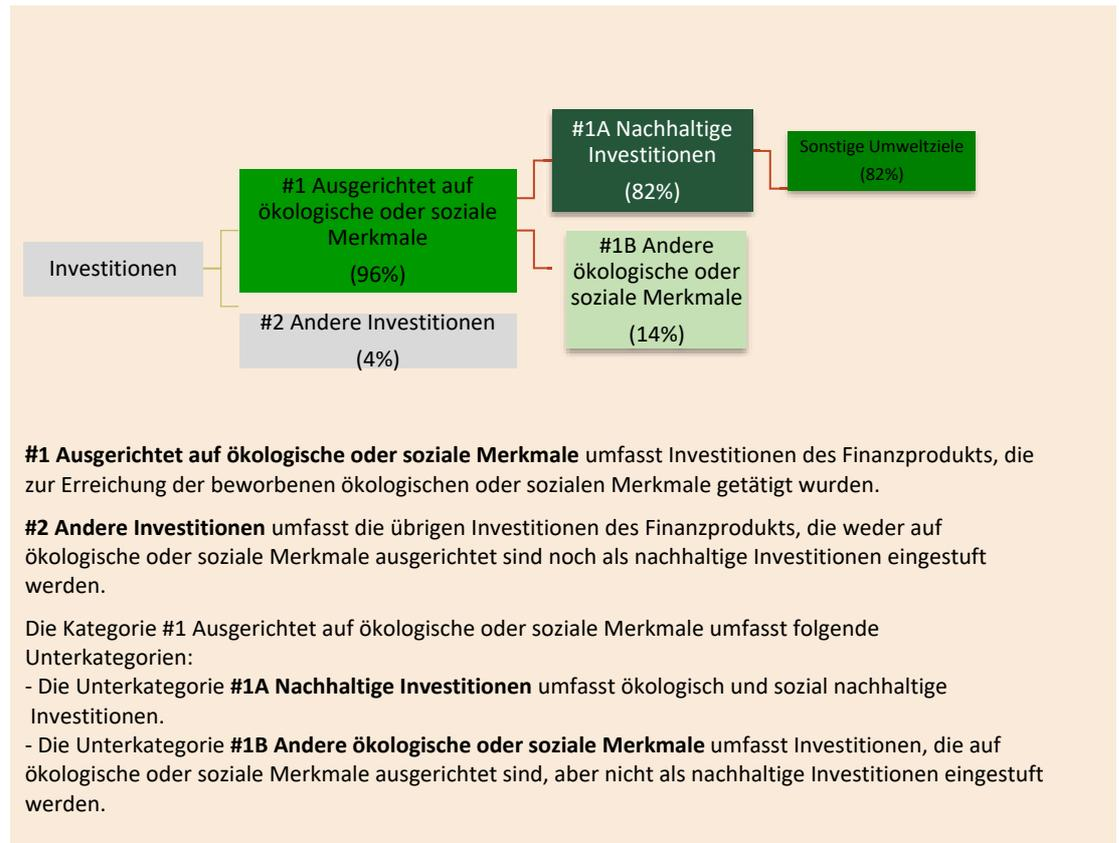 #1A Nachhaltige
Investitionen
(82%)
Sonstige Umweltziele
(82%)
#1 Ausgerichtet auf
ökologische oder soziale
Merkmale
(96%)
Investitionen
#1B Andere
ökologische oder
soziale Merkmale
(14%)
#2 Andere Investitionen
(4%)
#1 Ausgerichtet auf ökologische oder soziale Merkmale umfasst Investitionen des Finanzprodukts, die
zur Erreichung der beworbenen ökologischen oder sozialen Merkmale getätigt wurden.
#2 Andere Investitionen umfasst die übrigen Investitionen des Finanzprodukts, die weder auf
ökologische oder soziale Merkmale ausgerichtet sind noch als nachhaltige Investitionen eingestuft
werden.
Die Kategorie #1 Ausgerichtet auf ökologische oder soziale Merkmale umfasst folgende
Unterkategorien:
- Die Unterkategorie #1A Nachhaltige Investitionen umfasst ökologisch und sozial nachhaltige
Investitionen.
- Die Unterkategorie #1B Andere ökologische oder soziale Merkmale umfasst Investitionen, die auf
ökologische oder soziale Merkmale ausgerichtet sind, aber nicht als nachhaltige Investitionen eingestuft
werden.